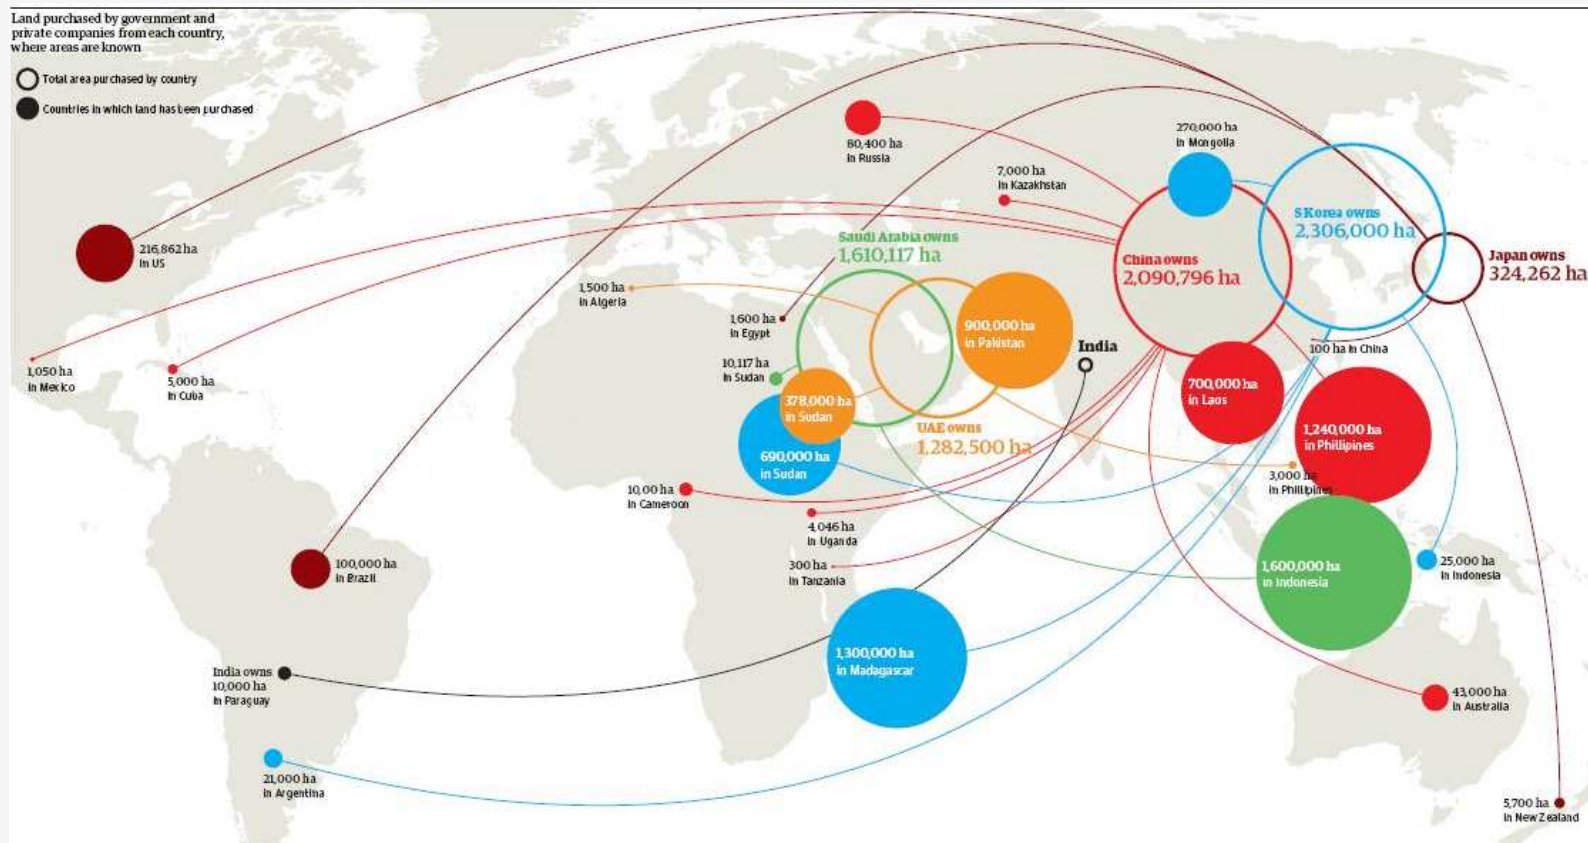 Land purchased by government and
private companies from each country,
where areas are known
Total area purchased by country
Countries in which land has been purchased
80,400 ha
in Russia
270,000 ha
in Mongolia
7,000 ha
in Kazakhstan
S Korea owns
2,306,000 ha
216,862 ha
in US
Saudi Arabia owns
1,610,117 ha
China owns
2,090,796 ha
Japan owns
324,262 ha
1,500 ha
in Algeria
1,600 ha
in Egypt
900,000 ha
in Pakistan
India
100 ha in China
1,050 ha
in Mexico
5,000 ha
in Cuba
10,117 ha
in Sudan
378,000 ha
in Sudan
700,000 ha
in Laos
UAE owns
1,282,500 ha
1,240,000 ha
in Phillipines
690,000 ha
in Sudan
3,000 ha
in Phillipines
10,00 ha
in Cameroon
4,046 ha
in Uganda
300 ha
in Tanzania
100,000 ha
in Brazil
1,600,000 ha
in Indonesia
25,000 ha
in Indonesia
1,300,000 ha
in Madagascar
India owns
10,000 ha
in Paraguay
43,000 ha
in Australia
21,000 ha
in Argentina
5,700 ha
in New Zealand